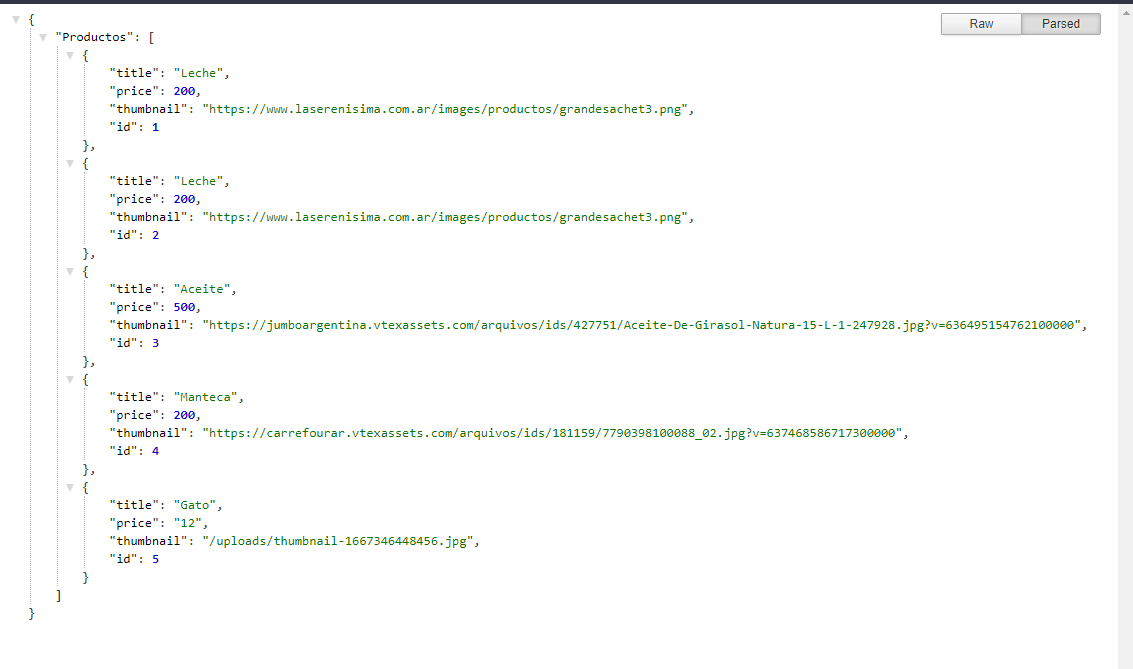 {
Raw Parsed
"Productos": [
{
"title": "Leche",
"price": 200,
"thumbnail": "https://www.laserenisima.com.ar/images/productos/grandesachet3.png",
"id": 1
},
{
"title": "Leche",
"price": 200,
"thumbnail": "https://www.laserenisima.com.ar/images/productos/grandesachet3.png",
"id": 2
},
{
"title": "Aceite",
"price": 500,
"thumbnail": "https://jumboargentina.vtexassets.com/arquivos/ids/427751/Aceite-De-Girasol-Natura-15-L-1-247928.jpg?v=636495154762100000",
"id": 3
},
{
"title": "Manteca",
"price": 200,
"thumbnail": "https://carrefourar.vtexassets.com/arquivos/ids/181159/7790398100088_02.jpg?v=637468586717300000",
"id": 4
},
{
"title": "Gato",
"price": "12",
"thumbnail": "/uploads/thumbnail-1667346448456.jpg",
"id": 5
}
]
}